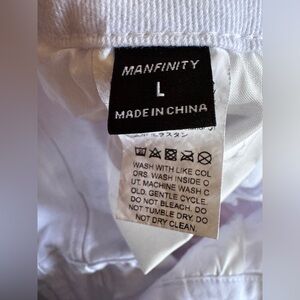 MANFINITY
L
MADE IN CHINA
WASH WITH LIKE COL
ORS. WASH INSIDE O
UT. MACHINE WASH C
OLD, GENTLE CYCLE.
DO NOT BLEACH. DO
NOT TUMBLE DRY. DO
NOT DRY CLEAN